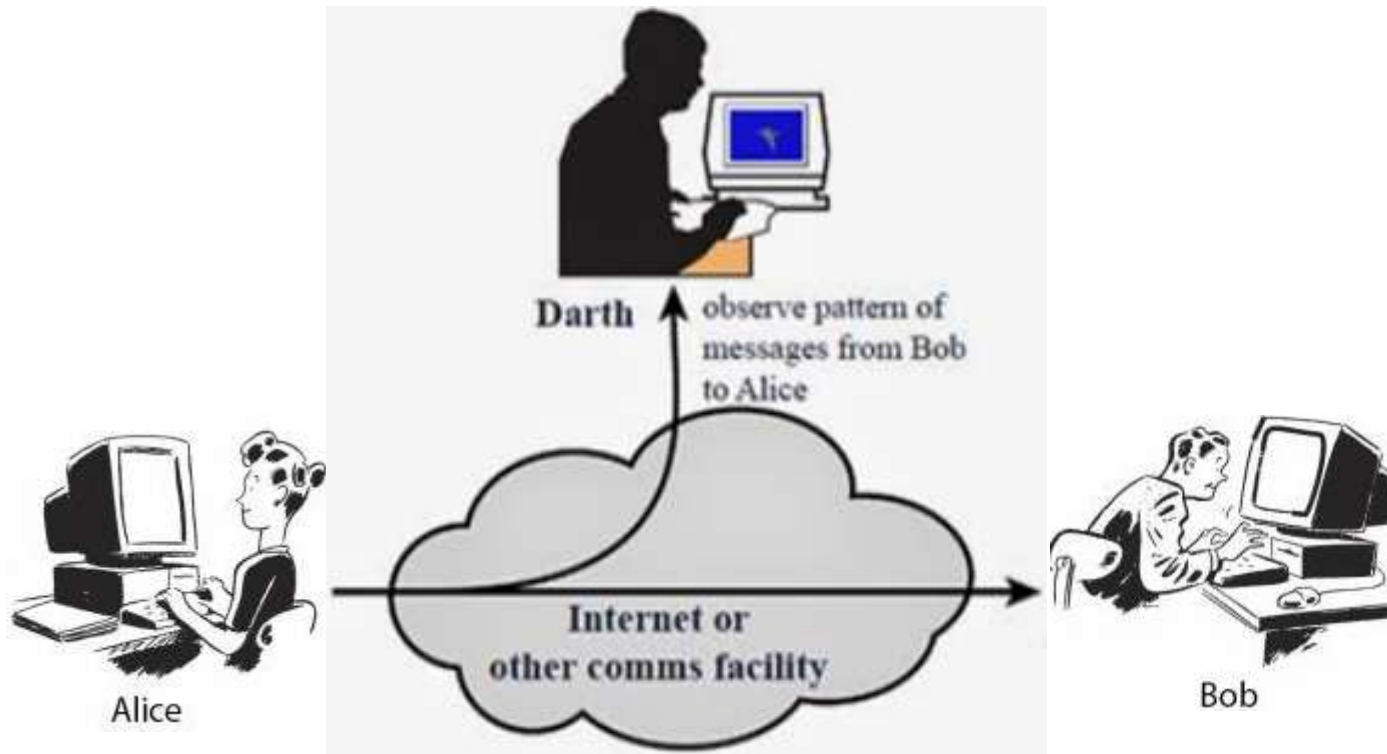 Darth
observe pattern of
messages from Bob
to Alice
Internet or
other comms facility
Alice
Bob